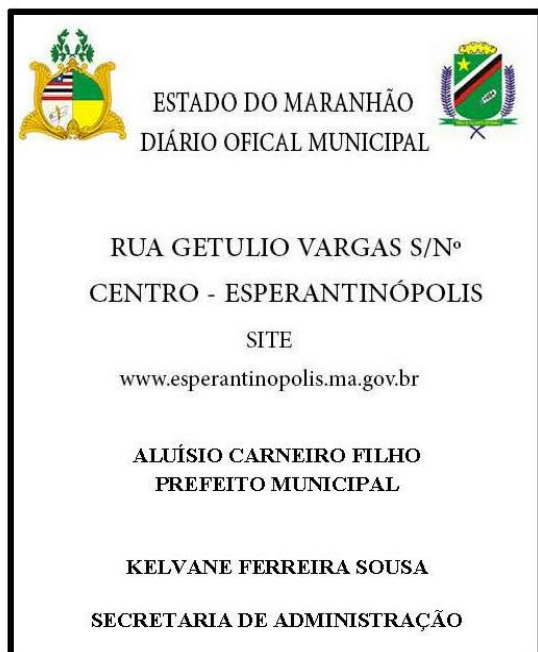 ESTADO DO MARANHÃO
DIÁRIO OFICAL MUNICIPAL
RUA GETULIO VARGAS S/Nº
CENTRO - ESPERANTINÓPOLIS
SITE
www.esperantinopolis.ma.gov.br
ALUÍSIO CARNEIRO FILHO
PREFEITO MUNICIPAL
KELVANE FERREIRA SOUSA
SECRETARIA DE ADMINISTRAÇÃO